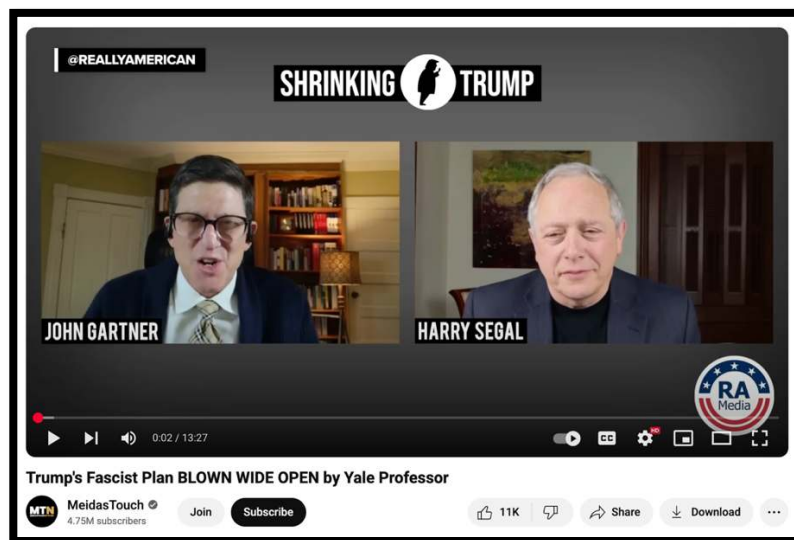 @REALLYAMERICAN
SHRINKING TRUMP
JOHN GARTNER
HARRY SEGAL
RA
Media
0:02 / 13:27
CC
HD
Trump's Fascist Plan BLOWN WIDE OPEN by Yale Professor
MTN
MeidasTouch
4.75M subscribers
Join
Subscribe
11K
Share
Download